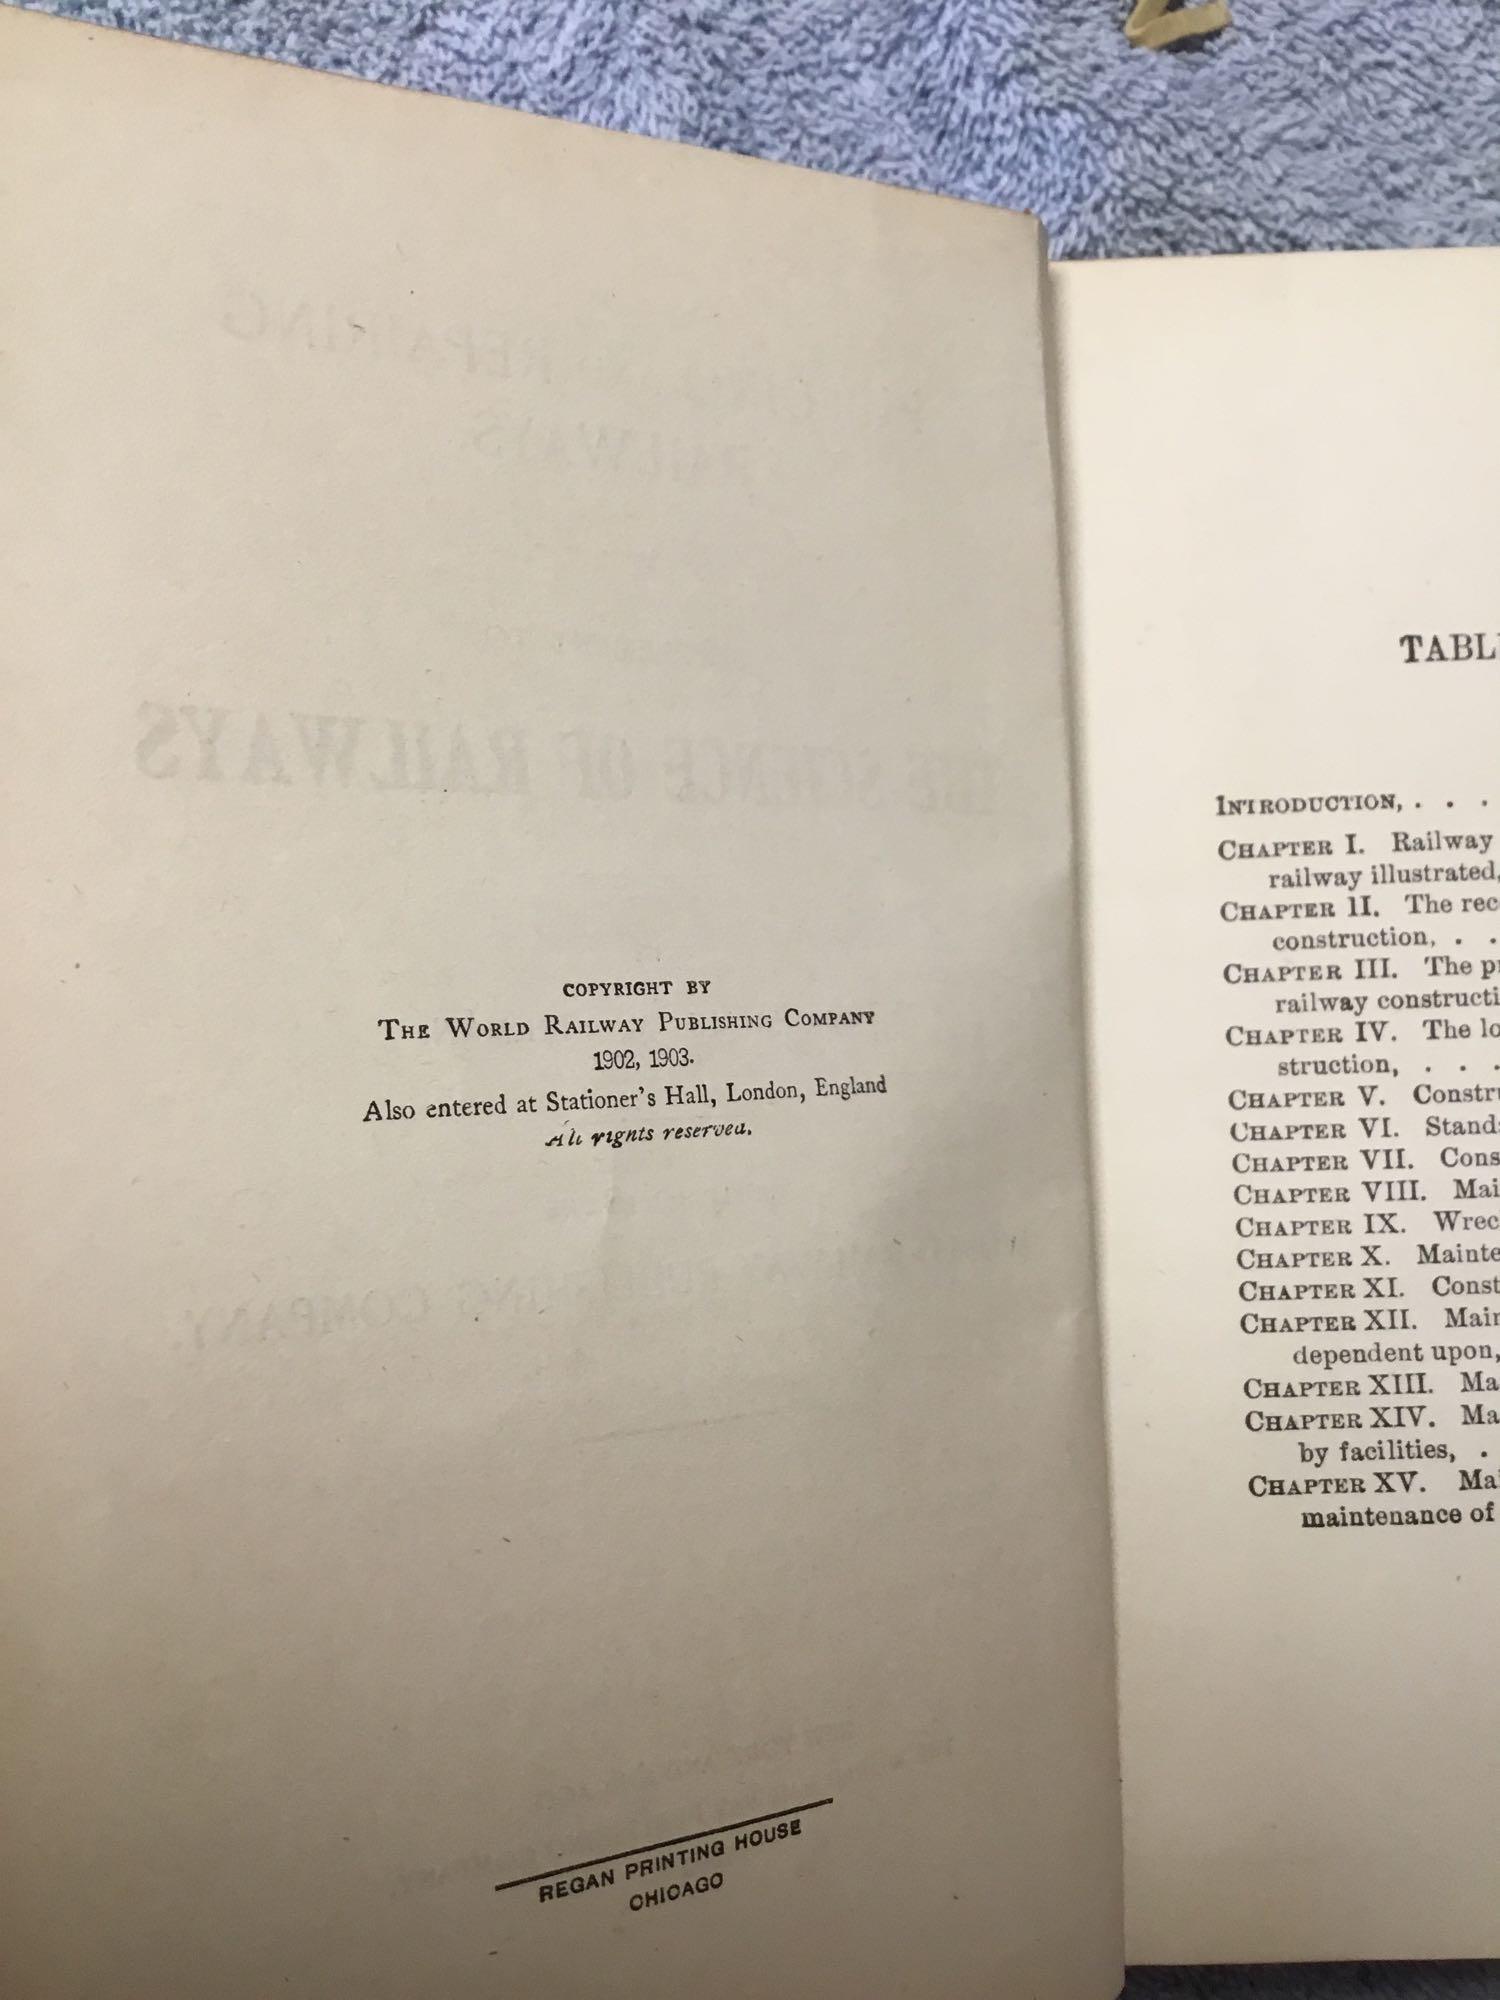 COPYRIGHT BY
THE WORLD RAILWAY PUBLISHING COMPANY
1902, 1903.
Also entered at Stationer's Hall, London, England
All rights reserved.
REGAN PRINTING HOUSE
CHICAGO
TABL
INTRODUCTION, . . .
CHAPTER I. Railway
railway illustrated,
CHAPTER II. The rec
construction, . .
CHAPTER III. The pr
railway constructi
CHAPTER IV. The lo
struction, . . .
CHAPTER V. Constr
CHAPTER VI. Stand
CHAPTER VII. Cons
CHAPTER VIII. Mai
CHAPTER IX. Wrec
CHAPTER X. Mainte
CHAPTER XI. Const
CHAPTER XII. Main
dependent upon,
CHAPTER XIII. Ma
CHAPTER XIV. Ma
by facilities, .
CHAPTER XV. Mai
maintenance of